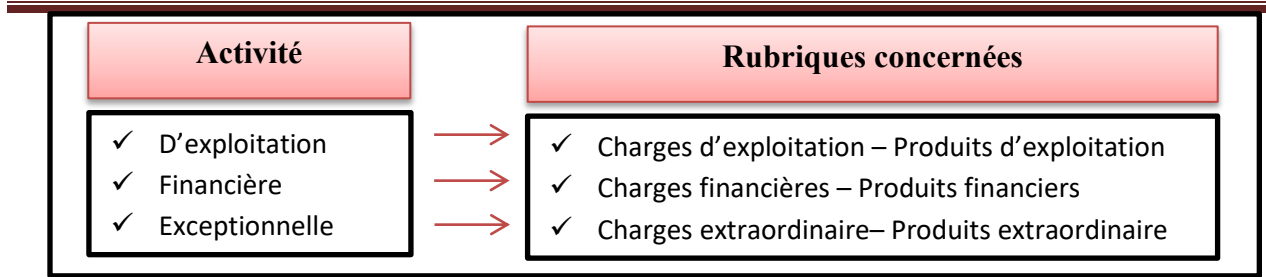 Activité
Rubriques concernées
✓ D’exploitation
✓ Financière
✓ Exceptionnelle
✓ Charges d’exploitation – Produits d’exploitation
✓ Charges financières – Produits financiers
✓ Charges extraordinaire– Produits extraordinaire